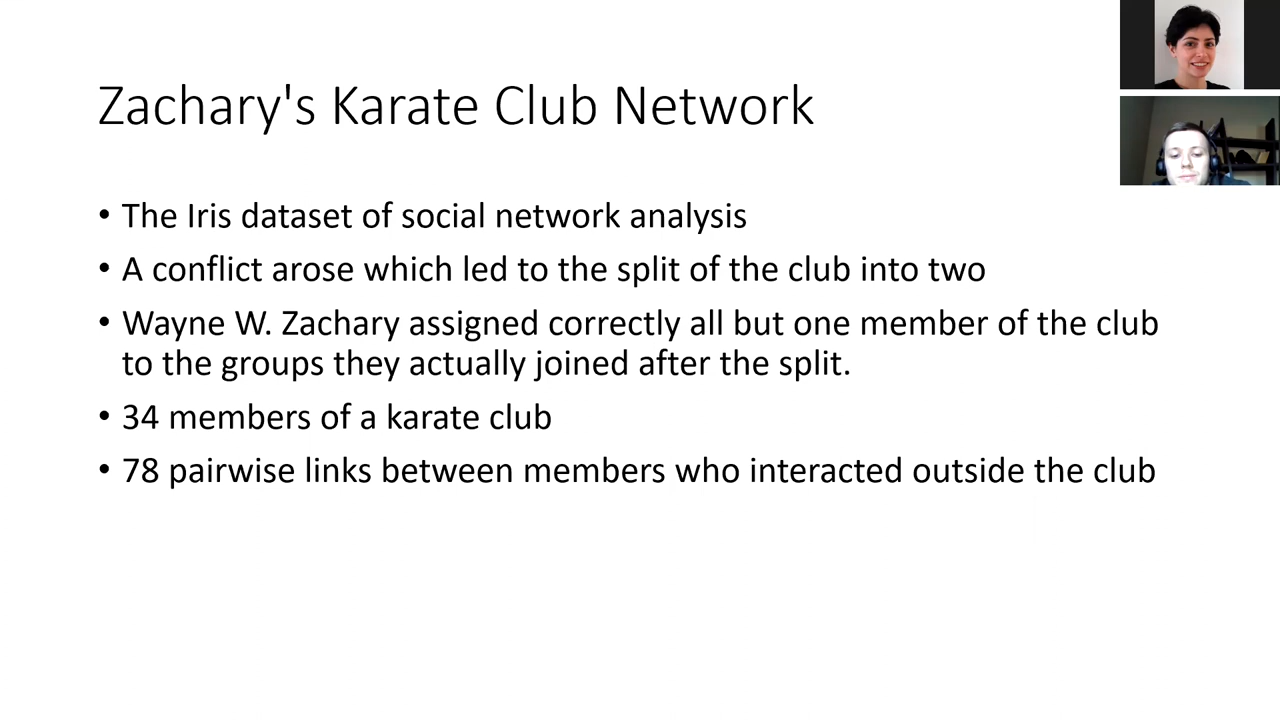 Zachary's Karate Club Network
• The Iris dataset of social network analysis
• A conflict arose which led to the split of the club into two
• Wayne W. Zachary assigned correctly all but one member of the club
to the groups they actually joined after the split.
• 34 members of a karate club
• 78 pairwise links between members who interacted outside the club